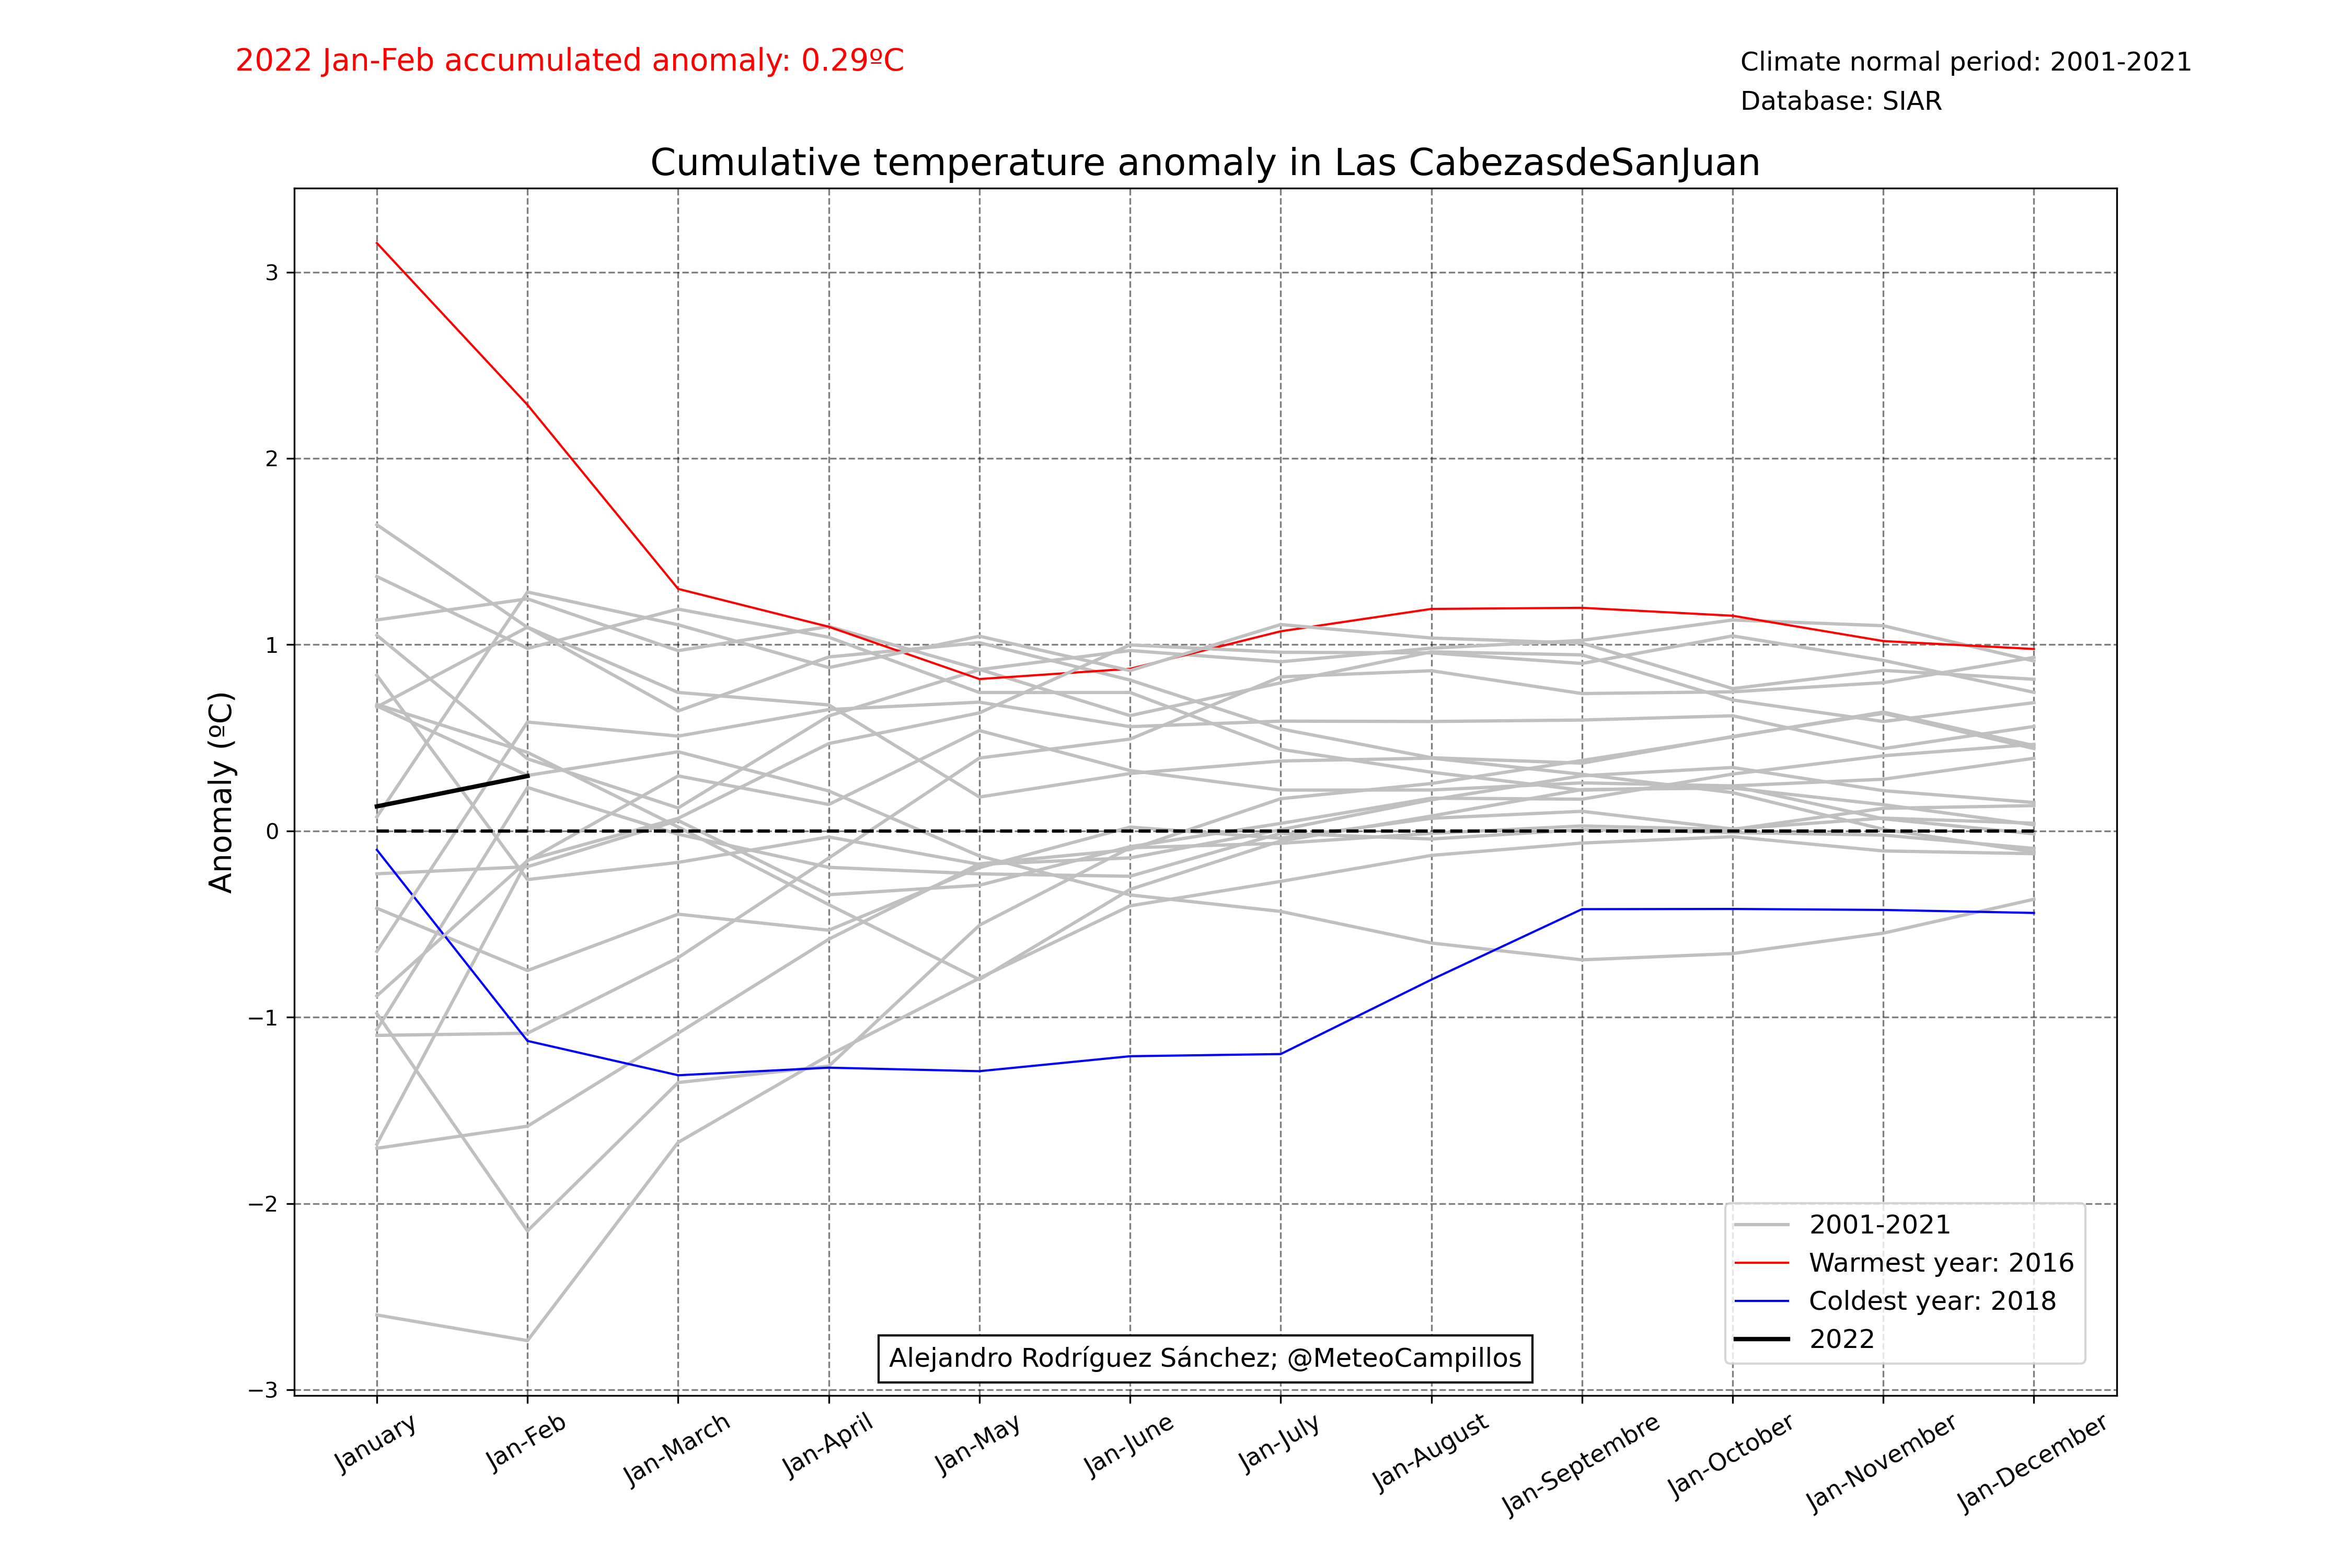 2022 Jan-Feb accumulated anomaly: 0.29ºC
Climate normal period: 2001-2021
Database: SIAR
Cumulative temperature anomaly in Las CabezasdeSanJuan
Anomaly (ºC)
3
2
1
0
−1
−2
−3
2001-2021
Warmest year: 2016
Coldest year: 2018
2022
Alejandro Rodríguez Sánchez; @MeteoCampillos
January
Jan-Feb
Jan-March
Jan-April
Jan-May
Jan-June
Jan-July
Jan-August
Jan-Septembre
Jan-October
Jan-November
Jan-December